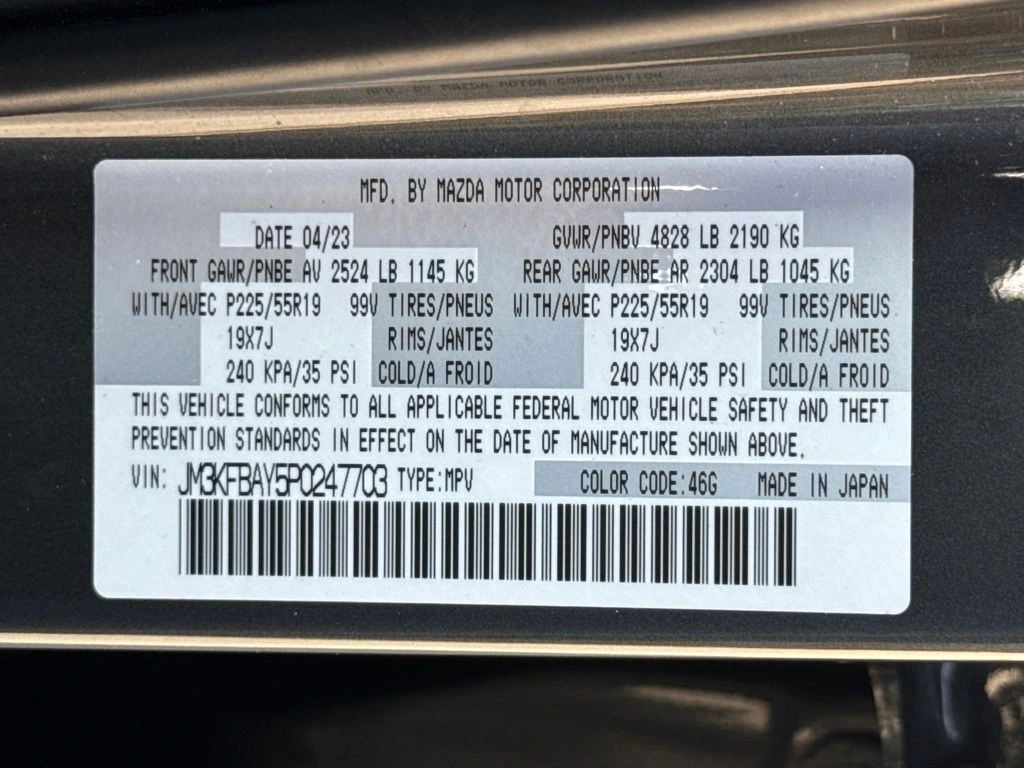 MFD. BY MAZDA MOTOR CORPORATION
MFD. BY MAZDA MOTOR CORPORATION
DATE 04/23 GVWR/PNBV 4828 LB 2190 KG
FRONT GAWR/PNBE AV 2524 LB 1145 KG REAR GAWR/PNBE AR 2304 LB 1045 KG
WITH/AVEC P225/55R19 99V TIRES/PNEUS WITH/AVEC P225/55R19 99V TIRES/PNEUS
19X7J RIMS/JANTES 19X7J RIMS/JANTES
240 KPA/35 PSI COLD/A FROID 240 KPA/35 PSI COLD/A FROID
THIS VEHICLE CONFORMS TO ALL APPLICABLE FEDERAL MOTOR VEHICLE SAFETY AND THEFT
PREVENTION STANDARDS IN EFFECT ON THE DATE OF MANUFACTURE SHOWN ABOVE.
VIN: JM3KFBAY5P0247703 TYPE:MPV COLOR CODE:46G MADE IN JAPAN